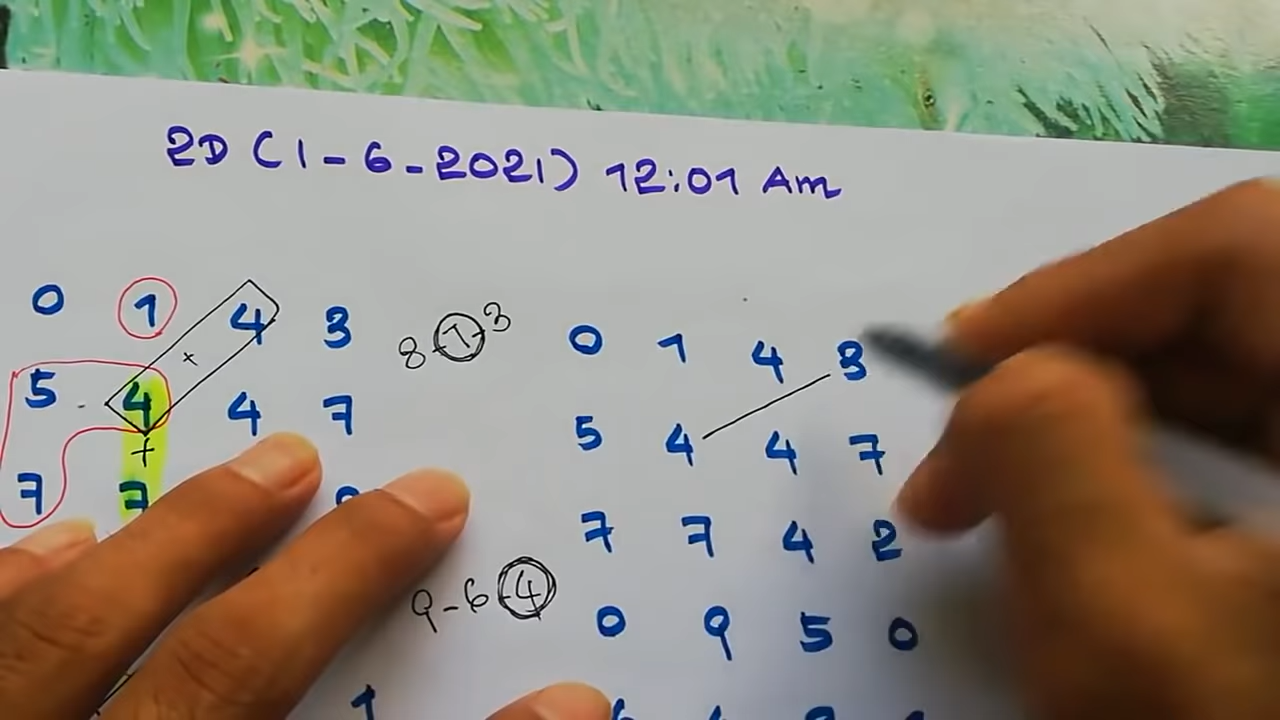 2D (1-6-2021) 12:01 Am
0 1 4 3
8-1-3
0 1 4 3
5 4 4 7
+
+
5 4 4 7
7 7
7 7 4 2
9-6-4
0 9 5 0
1